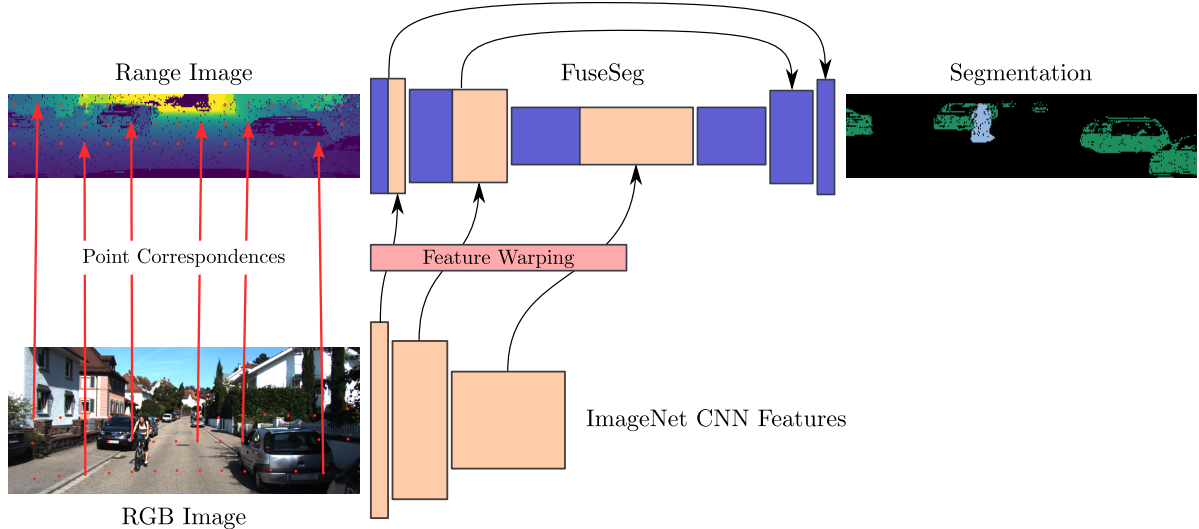 Range Image
FuseSeg
Segmentation
Point Correspondences
Feature Warping
ImageNet CNN Features
RGB Image